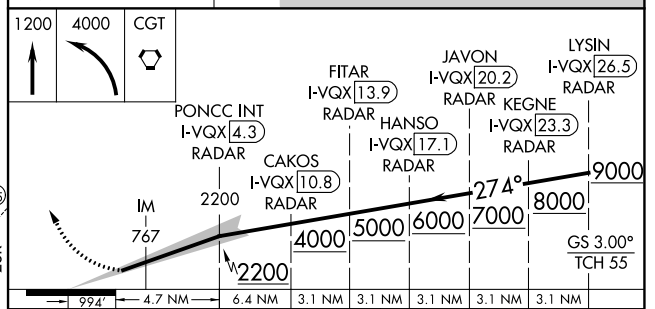 1200 4000 CGT
LYSIN
I-VQX 26.5
RADAR
JAVON
I-VQX 20.2
RADAR
FITAR
I-VQX 13.9
RADAR
KEGNE
I-VQX 23.3
RADAR
PONCC INT
I-VQX 4.3
RADAR
HANSO
I-VQX 17.1
RADAR
CAKOS
I-VQX 10.8
RADAR
IM
767
2200
2200
4000
5000
6000
7000
8000
9000
274°
GS 3.00°
TCH 55
994' 4.7 NM 6.4 NM 3.1 NM 3.1 NM 3.1 NM 3.1 NM 3.1 NM